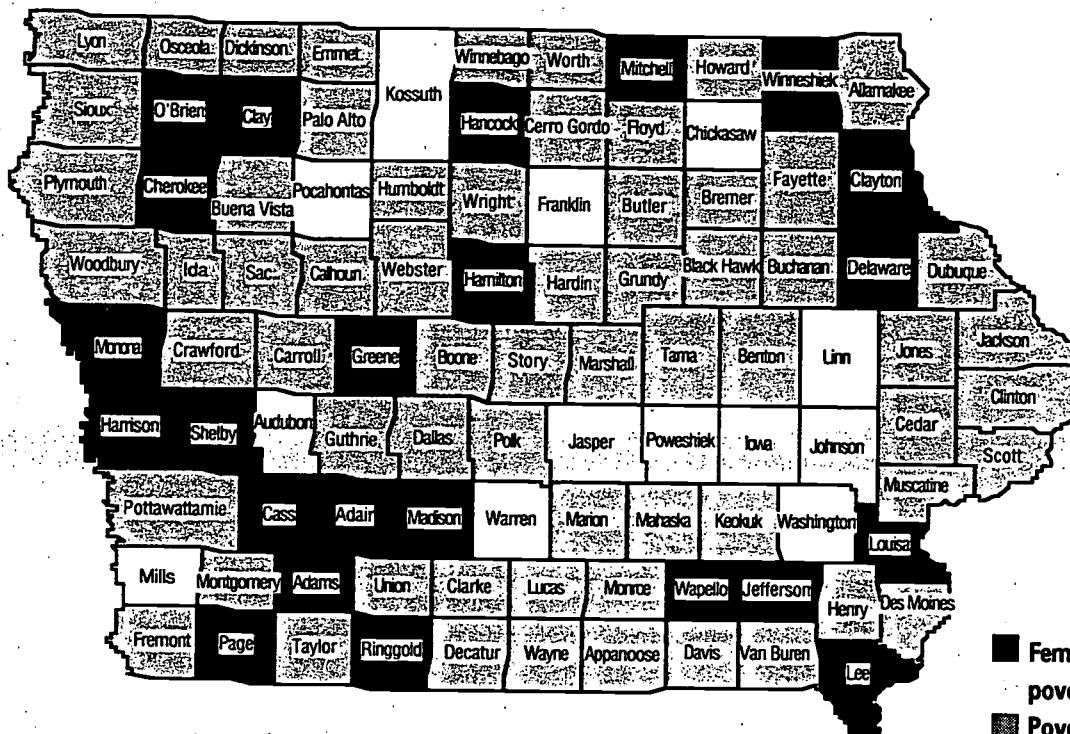 Lyon Osceola Dickinson Emmet Kossuth Winnebago Worth Mitchell Howard Winneshiek Allamakee
Sioux O'Brien Clay Palo Alto Hancock Cerro Gordo Floyd Chickasaw
Plymouth Cherokee Buena Vista Pocahontas Humboldt Wright Franklin Butler Bremer Fayette Clayton
Woodbury Ida Sac Calhoun Webster Hamilton Hardin Grundy Black Hawk Buchanan Delaware Dubuque
Monona Crawford Carroll Greene Boone Story Marshall Tama Benton Linn Jones Jackson
Harrison Shelby Audubon Guthrie Dallas Polk Jasper Poweshiek Iowa Johnson Cedar Clinton
Scott
Muscatine
Pottawattamie Cass Adair Madison Warren Marion Mahaska Keokuk Washington Louisa
Mills Montgomery Adams Union Clarke Lucas Monroe Wapello Jefferson Henry Des Moines
Fremont Page Taylor Ringgold Decatur Wayne Appanoose Davis Van Buren Lee
Fem
pove
Pove